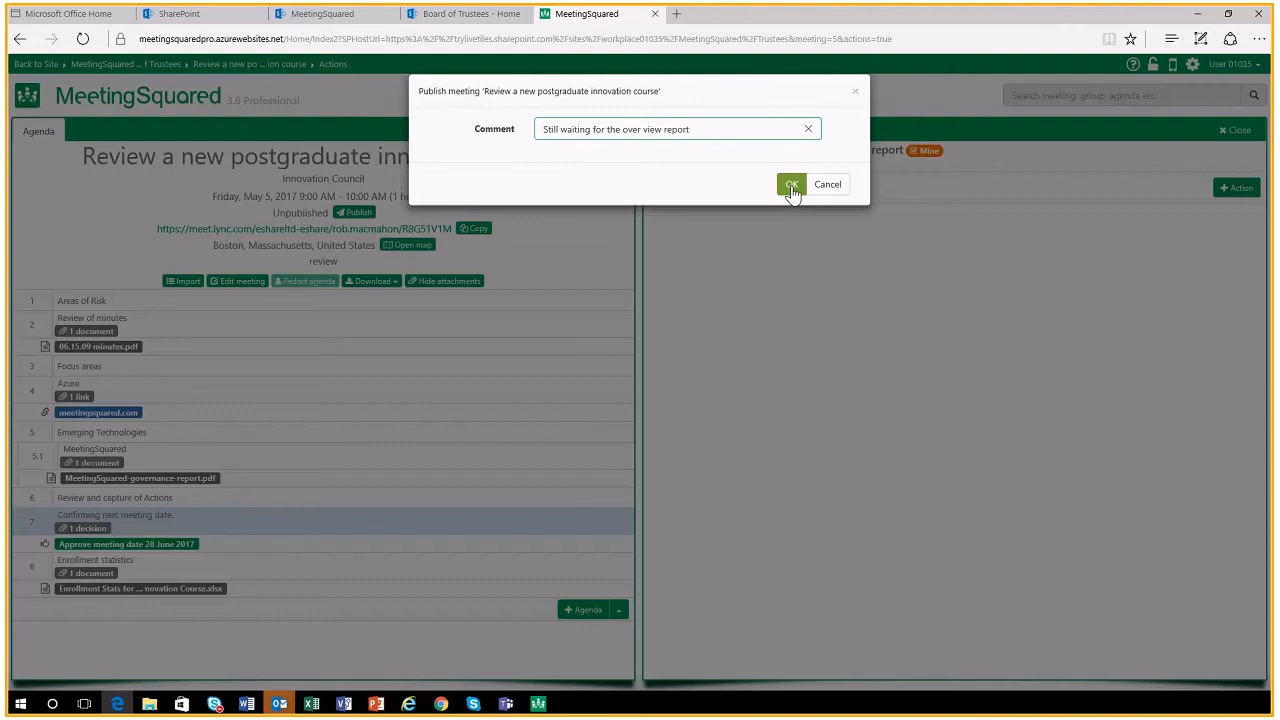 Microsoft Office Home
SharePoint
MeetingSquared
Board of Trustees - Home
MeetingSquared
meetingsquaredpro.azurewebsites.net/Home/Index2?SPHostUrl=https%3A%2F%2Ftrylivetiles.sharepoint.com%2Fsites%2Fworkplace01035%2FMeetingSquared%2FTrustees&meeting=5&actions=true
Back to Site
MeetingSquared ... f Trustees
Review a new po ... ion course
Actions
User 01035
MeetingSquared 3.6 Professional
Search meeting, group, agenda etc.
Publish meeting 'Review a new postgraduate innovation course'
Comment
Still waiting for the over view report
OK
Cancel
Agenda
Close
Review a new postgraduate inn
report
Mine
Innovation Council
Friday, May 5, 2017 9:00 AM - 10:00 AM (1 h
Action
Unpublished
Publish
https://meet.lync.com/eshareltd-eshare/rob.macmahon/R8G51V1M
Copy
Boston, Massachusetts, United States
Open map
review
Import
Edit meeting
Redact agenda
Download
Hide attachments
1 Areas of Risk
2 Review of minutes
1 document
06.15.09 minutes.pdf
3 Focus areas
4 Azure
1 link
meetingsquared.com
5 Emerging Technologies
5.1 MeetingSquared
1 document
MeetingSquared-governance-report.pdf
6 Review and capture of Actions
7 Confirming next meeting date.
1 decision
Approve meeting date 28 June 2017
8 Enrollment statistics
1 document
Enrollment Stats for ... novation Course.xlsx
Agenda